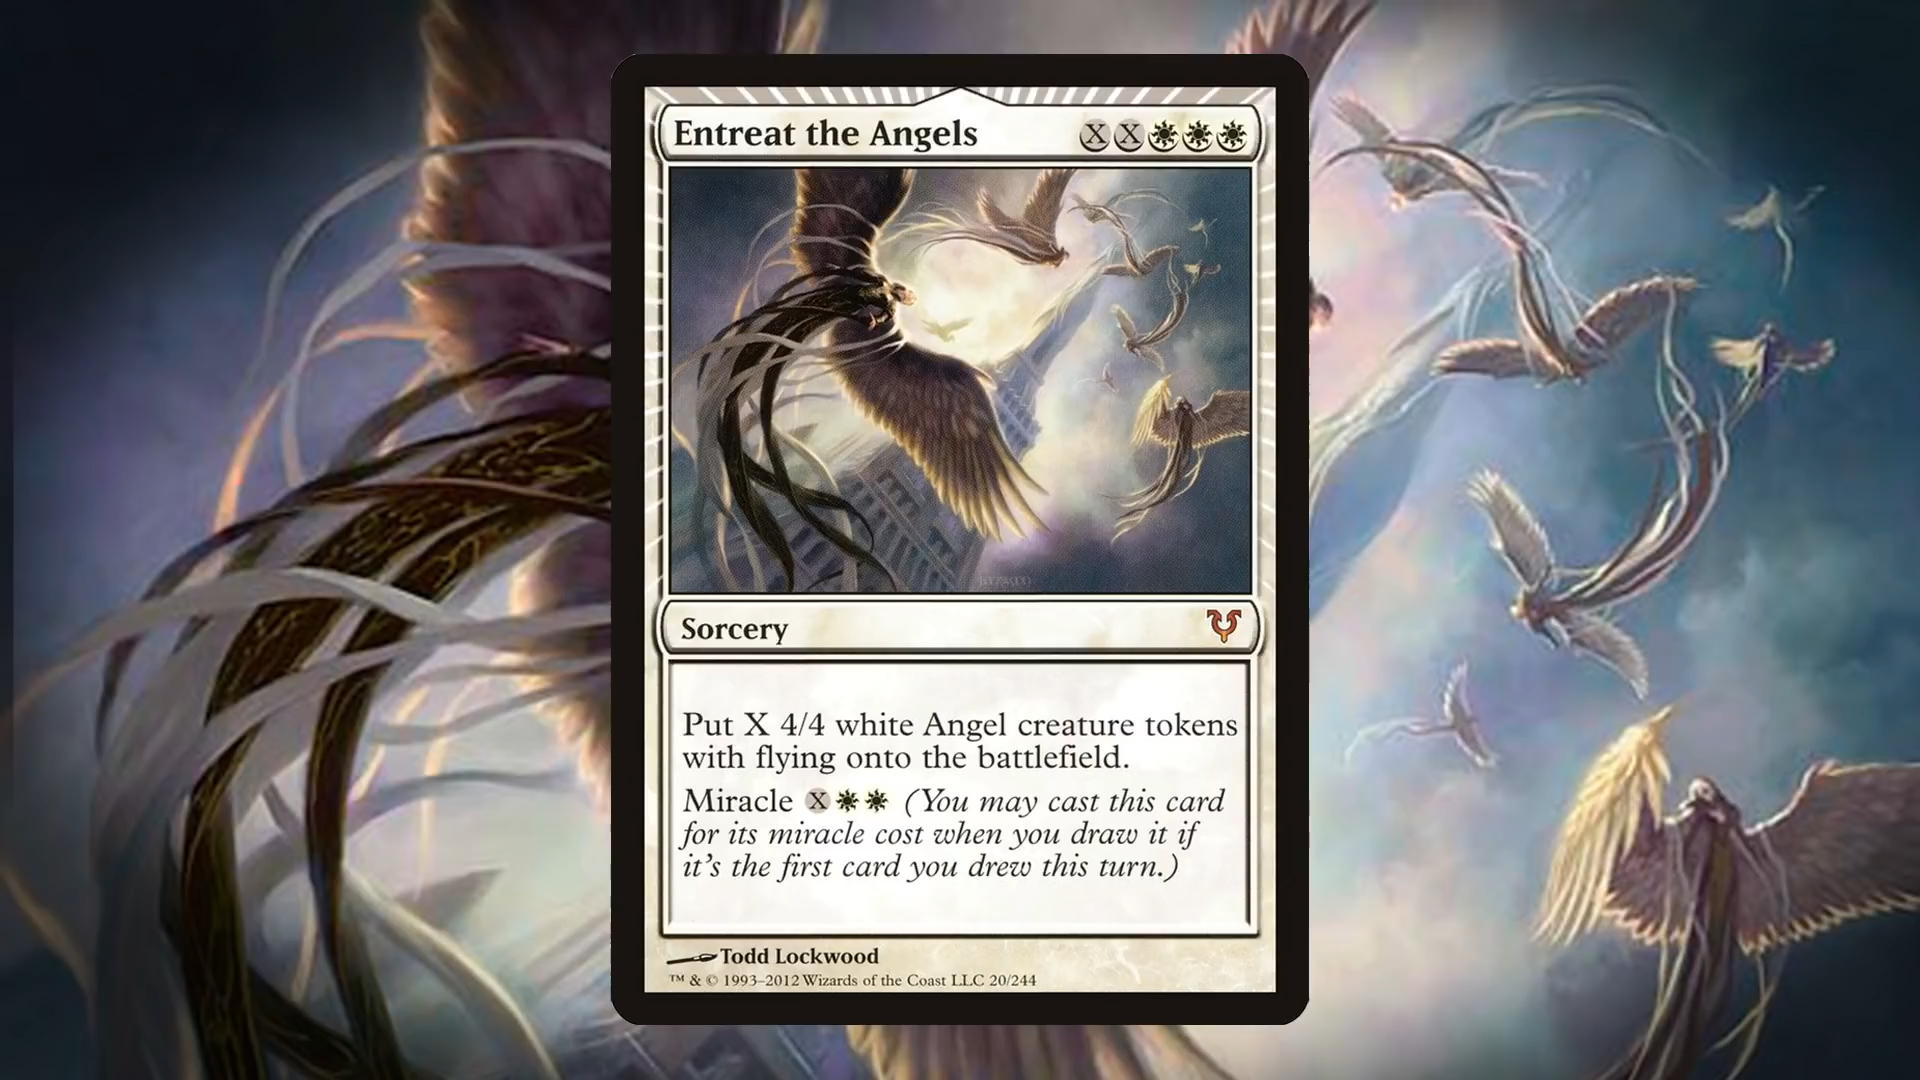 Entreat the Angels XX
Sorcery
Put X 4/4 white Angel creature tokens
with flying onto the battlefield.
Miracle X (You may cast this card
for its miracle cost when you draw it if
it's the first card you drew this turn.)
Todd Lockwood
™ & © 1993–2012 Wizards of the Coast LLC 20/244